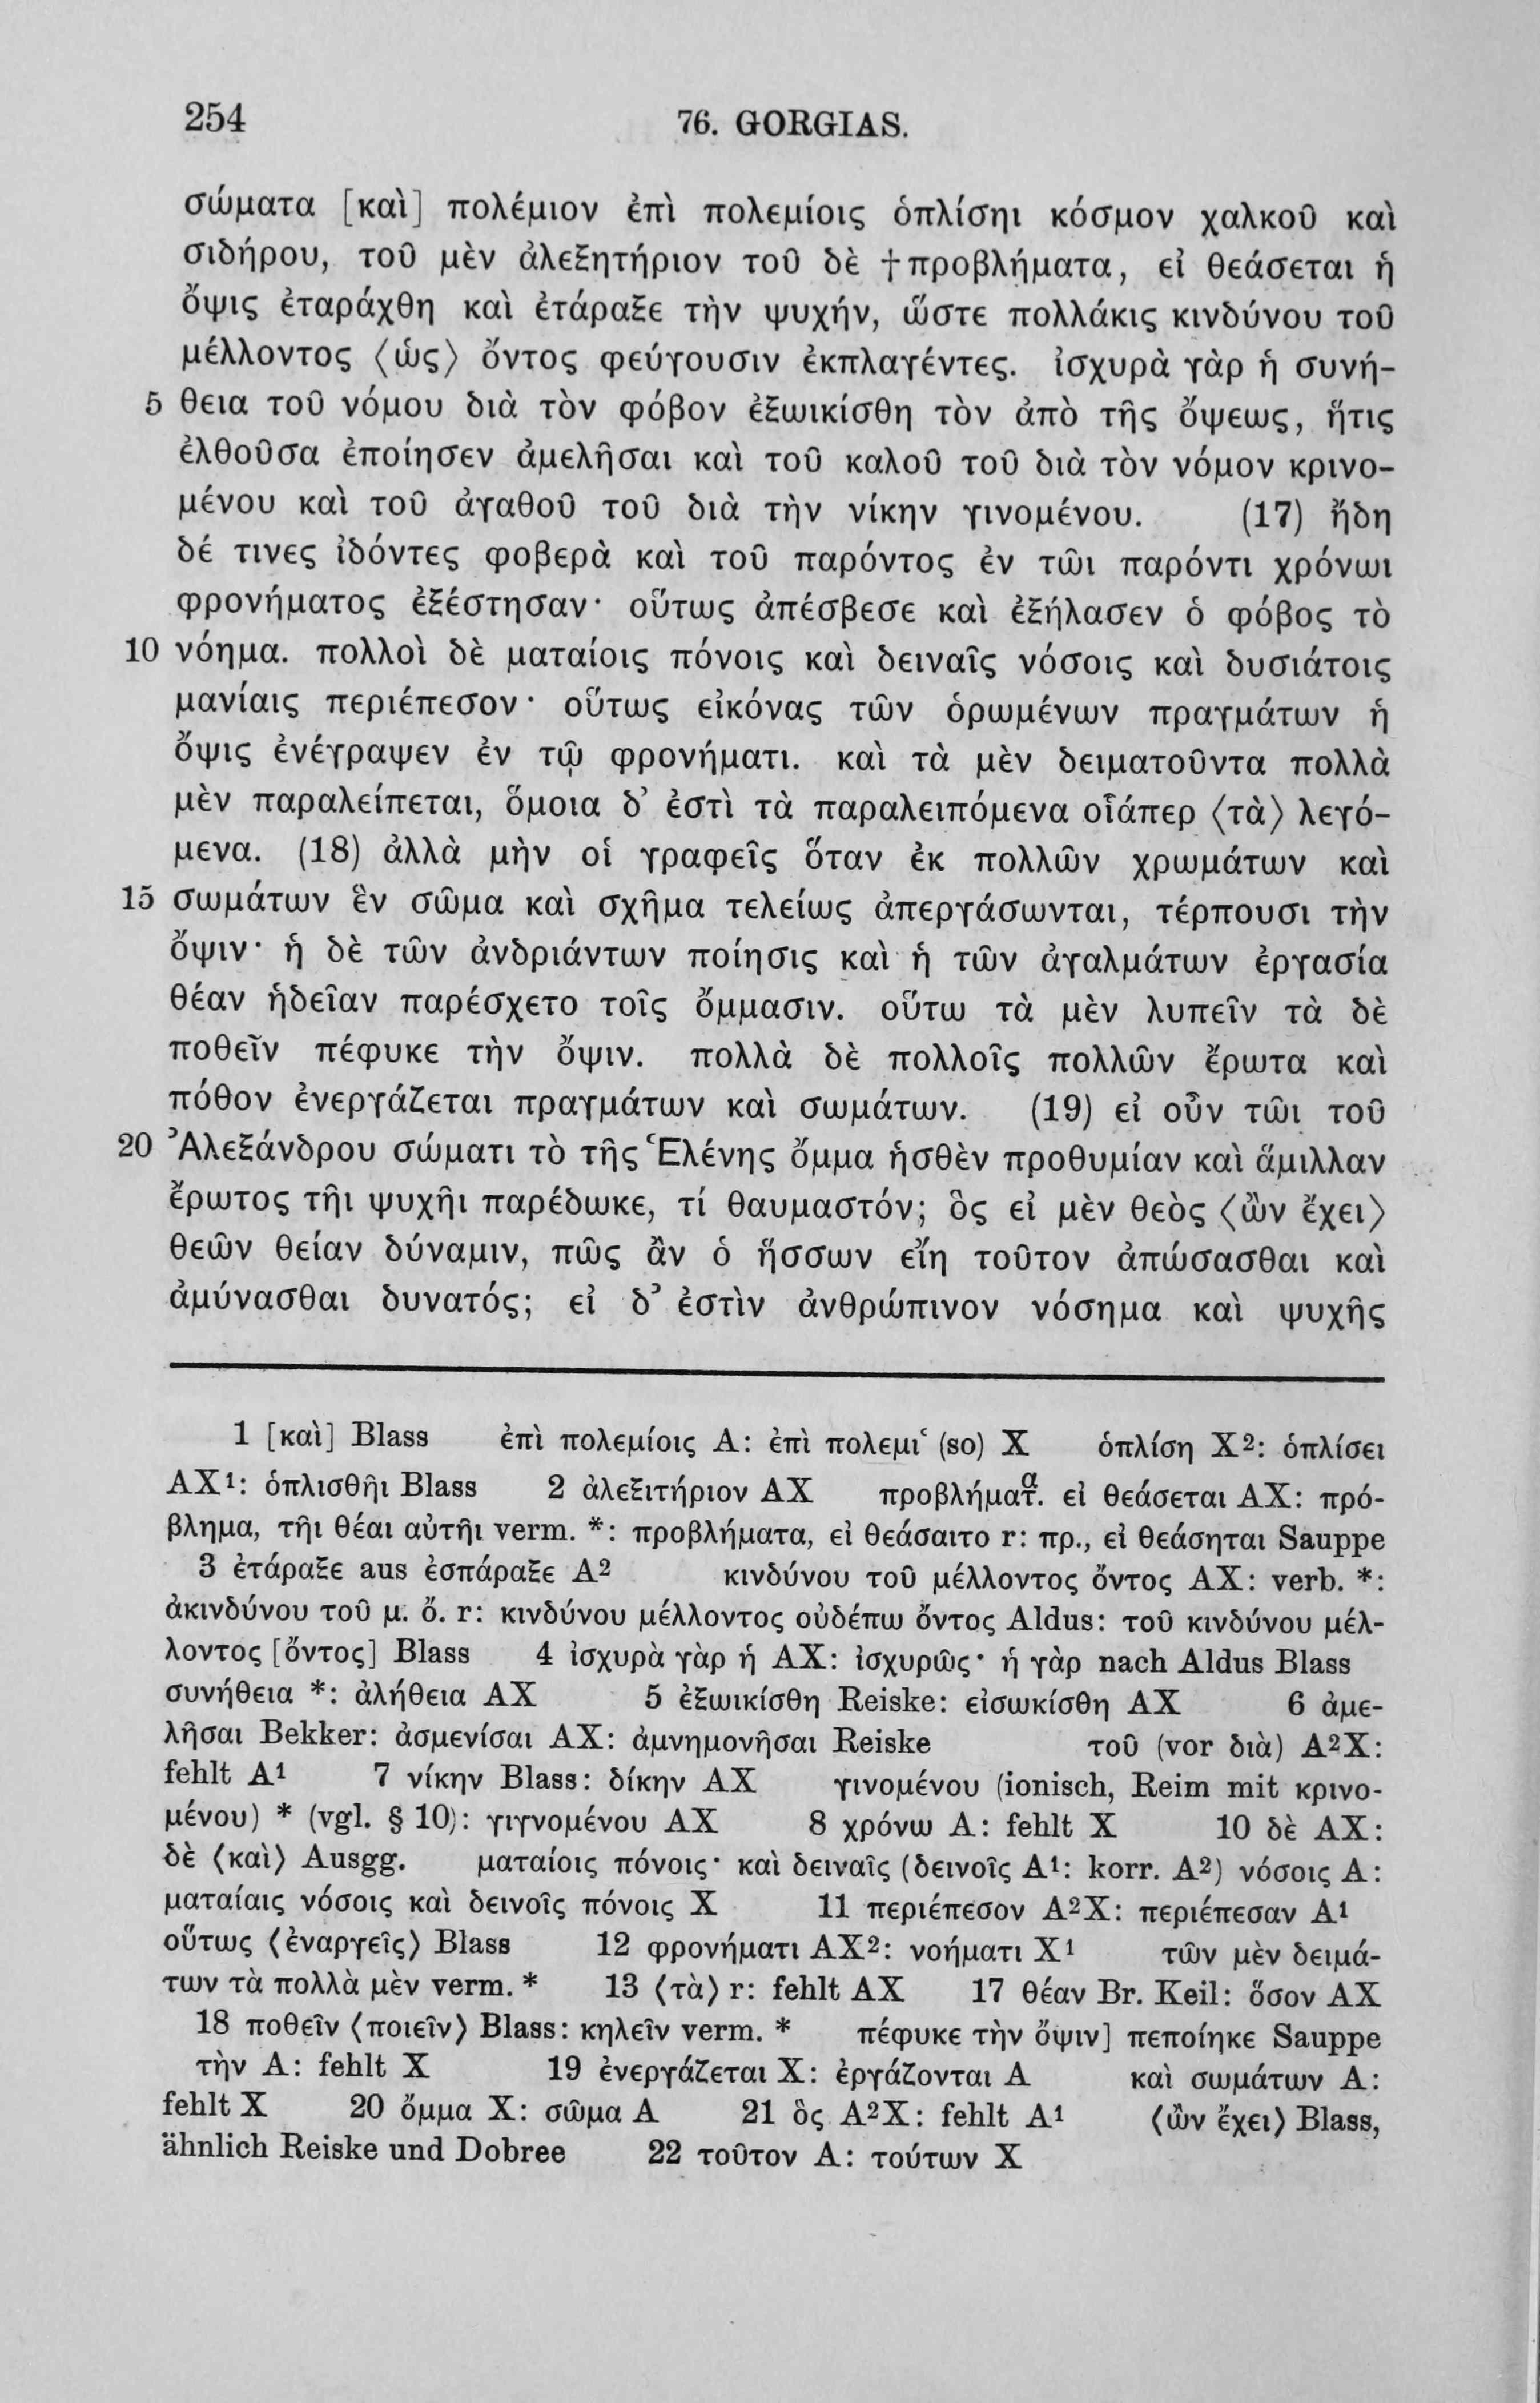 254
76. GORGIAS.
σώματα [καὶ] πολέμιον ἐπὶ πολεμίοις ὁπλίσηι κόσμον χαλκοῦ καὶ
σιδήρου, τοῦ μὲν ἀλεξητήριον τοῦ δὲ †προβλήματα, εἰ θεάσεται ἡ
ὄψις ἐταράχθη καὶ ἐτάραξε τὴν ψυχήν, ὥστε πολλάκις κινδύνου τοῦ
μέλλοντος ⟨ὡς⟩ ὄντος φεύγουσιν ἐκπλαγέντες. ἰσχυρὰ γὰρ ἡ συνή-
5 θεια τοῦ νόμου διὰ τὸν φόβον ἐξωικίσθη τὸν ἀπὸ τῆς ὄψεως, ἥτις
ἐλθοῦσα ἐποίησεν ἀμελῆσαι καὶ τοῦ καλοῦ τοῦ διὰ τὸν νόμον κρινο-
μένου καὶ τοῦ ἀγαθοῦ τοῦ διὰ τὴν νίκην γινομένου. (17) ἤδη
δέ τινες ἰδόντες φοβερὰ καὶ τοῦ παρόντος ἐν τῶι παρόντι χρόνωι
φρονήματος ἐξέστησαν· οὕτως ἀπέσβεσε καὶ ἐξήλασεν ὁ φόβος τὸ
10 νόημα. πολλοὶ δὲ ματαίοις πόνοις καὶ δειναῖς νόσοις καὶ δυσιάτοις
μανίαις περιέπεσον· οὕτως εἰκόνας τῶν ὁρωμένων πραγμάτων ἡ
ὄψις ἐνέγραψεν ἐν τῷ φρονήματι. καὶ τὰ μὲν δειματοῦντα πολλὰ
μὲν παραλείπεται, ὅμοια δ' ἐστὶ τὰ παραλειπόμενα οἷάπερ ⟨τὰ⟩ λεγό-
μενα. (18) ἀλλὰ μὴν οἱ γραφεῖς ὅταν ἐκ πολλῶν χρωμάτων καὶ
15 σωμάτων ἓν σῶμα καὶ σχῆμα τελείως ἀπεργάσωνται, τέρπουσι τὴν
ὄψιν· ἡ δὲ τῶν ἀνδριάντων ποίησις καὶ ἡ τῶν ἀγαλμάτων ἐργασία
θέαν ἡδεῖαν παρέσχετο τοῖς ὄμμασιν. οὕτω τὰ μὲν λυπεῖν τὰ δὲ
ποθεῖν πέφυκε τὴν ὄψιν. πολλὰ δὲ πολλοῖς πολλῶν ἔρωτα καὶ
πόθον ἐνεργάζεται πραγμάτων καὶ σωμάτων. (19) εἰ οὖν τῶι τοῦ
20 Ἀλεξάνδρου σώματι τὸ τῆς Ἑλένης ὄμμα ἡσθὲν προθυμίαν καὶ ἅμιλλαν
ἔρωτος τῆι ψυχῆι παρέδωκε, τί θαυμαστόν; ὃς εἰ μὲν θεὸς ⟨ὢν ἔχει⟩
θεῶν θείαν δύναμιν, πῶς ἂν ὁ ἥσσων εἴη τοῦτον ἀπώσασθαι καὶ
ἀμύνασθαι δυνατός; εἰ δ' ἐστὶν ἀνθρώπινον νόσημα καὶ ψυχῆς
1 [καὶ] Blass ἐπὶ πολεμίοις A: ἐπὶ πολεμι‘ (so) X ὁπλίση X²: ὁπλίσει
AX¹: ὁπλισθῆι Blass 2 ἀλεξιτήριον AX προβλήματ̑ᵅ. εἰ θεάσεται AX: πρό-
βλημα, τῆι θέαι αὐτῆι verm. *: προβλήματα, εἰ θεάσαιτο r: πρ., εἰ θεάσηται Sauppe
3 ἐτάραξε aus ἐσπάραξε A² κινδύνου τοῦ μέλλοντος ὄντος AX: verb. *:
ἀκινδύνου τοῦ μ. ὄ. r: κινδύνου μέλλοντος οὐδέπω ὄντος Aldus: τοῦ κινδύνου μέλ-
λοντος [ὄντος] Blass 4 ἰσχυρὰ γὰρ ἡ AX: ἰσχυρῶς· ἡ γὰρ nach Aldus Blass
συνήθεια *: ἀλήθεια AX 5 ἐξωικίσθη Reiske: εἰσωκίσθη AX 6 ἀμε-
λῆσαι Bekker: ἀσμενίσαι AX: ἀμνημονῆσαι Reiske τοῦ (vor διὰ) A²X:
fehlt A¹ 7 νίκην Blass: δίκην AX γινομένου (ionisch, Reim mit κρινο-
μένου) * (vgl. § 10): γιγνομένου AX 8 χρόνω A: fehlt X 10 δὲ AX:
δὲ ⟨καὶ⟩ Ausgg. ματαίοις πόνοις· καὶ δειναῖς (δεινοῖς A¹: korr. A²) νόσοις A:
ματαίαις νόσοις καὶ δεινοῖς πόνοις X 11 περιέπεσον A²X: περιέπεσαν A¹
οὕτως ⟨ἐναργεῖς⟩ Blass 12 φρονήματι AX²: νοήματι X¹ τῶν μὲν δειμά-
των τὰ πολλὰ μὲν verm. * 13 ⟨τὰ⟩ r: fehlt AX 17 θέαν Br. Keil: ὅσον AX
18 ποθεῖν ⟨ποιεῖν⟩ Blass: κηλεῖν verm. * πέφυκε τὴν ὄψιν] πεποίηκε Sauppe
τὴν A: fehlt X 19 ἐνεργάζεται X: ἐργάζονται A καὶ σωμάτων A:
fehlt X 20 ὄμμα X: σῶμα A 21 ὃς A²X: fehlt A¹ ⟨ὢν ἔχει⟩ Blass,
ähnlich Reiske und Dobree 22 τοῦτον A: τούτων X